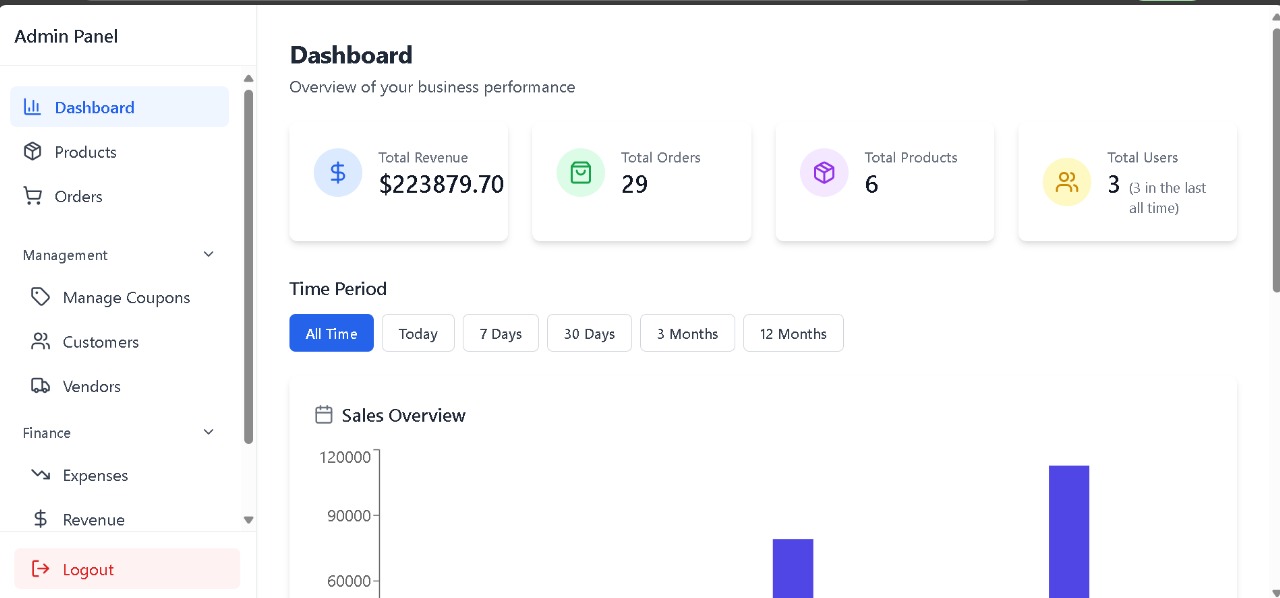 Admin Panel
Dashboard
Products
Orders
Management
Manage Coupons
Customers
Vendors
Finance
Expenses
Revenue
Logout
Dashboard
Overview of your business performance
Total Revenue
$223879.70
Total Orders
29
Total Products
6
Total Users
3 (3 in the last
all time)
Time Period
All Time Today 7 Days 30 Days 3 Months 12 Months
Sales Overview
120000
90000
60000